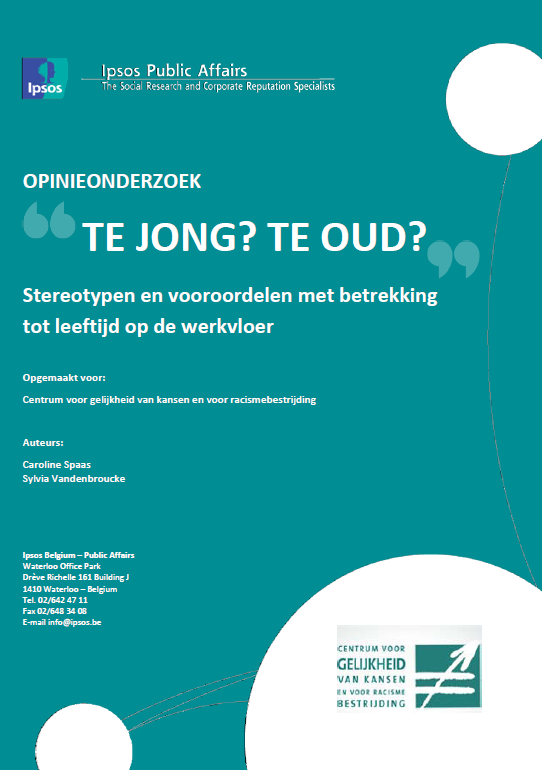 Ipsos
Ipsos Public Affairs
The Social Research and Corporate Reputation Specialists
OPINIEONDERZOEK
“ TE JONG? TE OUD? ”
Stereotypen en vooroordelen met betrekking
tot leeftijd op de werkvloer
Opgemaakt voor:
Centrum voor gelijkheid van kansen en voor racismebestrijding
Auteurs:
Caroline Spaas
Sylvia Vandenbroucke
Ipsos Belgium – Public Affairs
Waterloo Office Park
Drève Richelle 161 Building J
1410 Waterloo – Belgium
Tel. 02/642 47 11
Fax 02/648 34 08
E-mail info@ipsos.be
CENTRUM VOOR
GELIJKHEID
VAN KANSEN
EN VOOR RACISME
BESTRIJDING